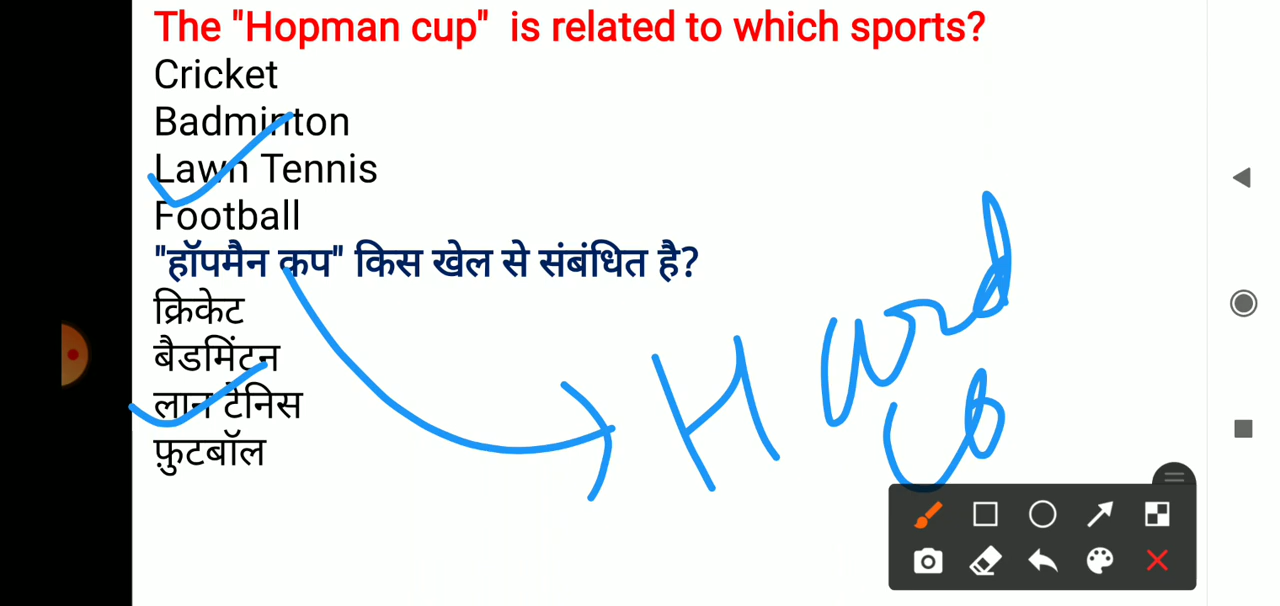 The "Hopman cup" is related to which sports?
Cricket
Badminton
Lawn Tennis
Football
"हॉपमैन कप" किस खेल से संबंधित है?
क्रिकेट
बैडमिंटन
लान टेनिस
फ़ुटबॉल
Hard
Co